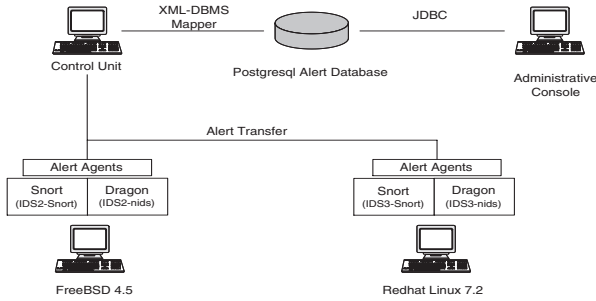 XML-DBMS
Mapper
JDBC
Control Unit
Postgresql Alert Database
Administrative
Console
Alert Transfer
Alert Agents
Snort
(IDS2-Snort)
Dragon
(IDS2-nids)
Alert Agents
Snort
(IDS3-Snort)
Dragon
(IDS3-nids)
FreeBSD 4.5
Redhat Linux 7.2